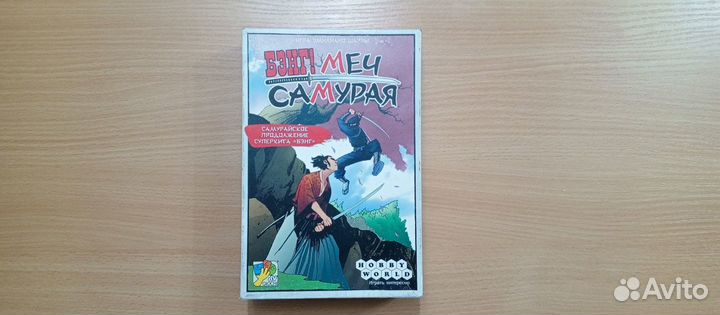 БЭНГ! МЕЧ
САМУРАЯ
САМУРАЙСКОЕ
ПРОДОЛЖЕНИЕ
СУПЕРХИТА «БЭНГ»
HOBBY
WORLD
Играть интересно
Avito